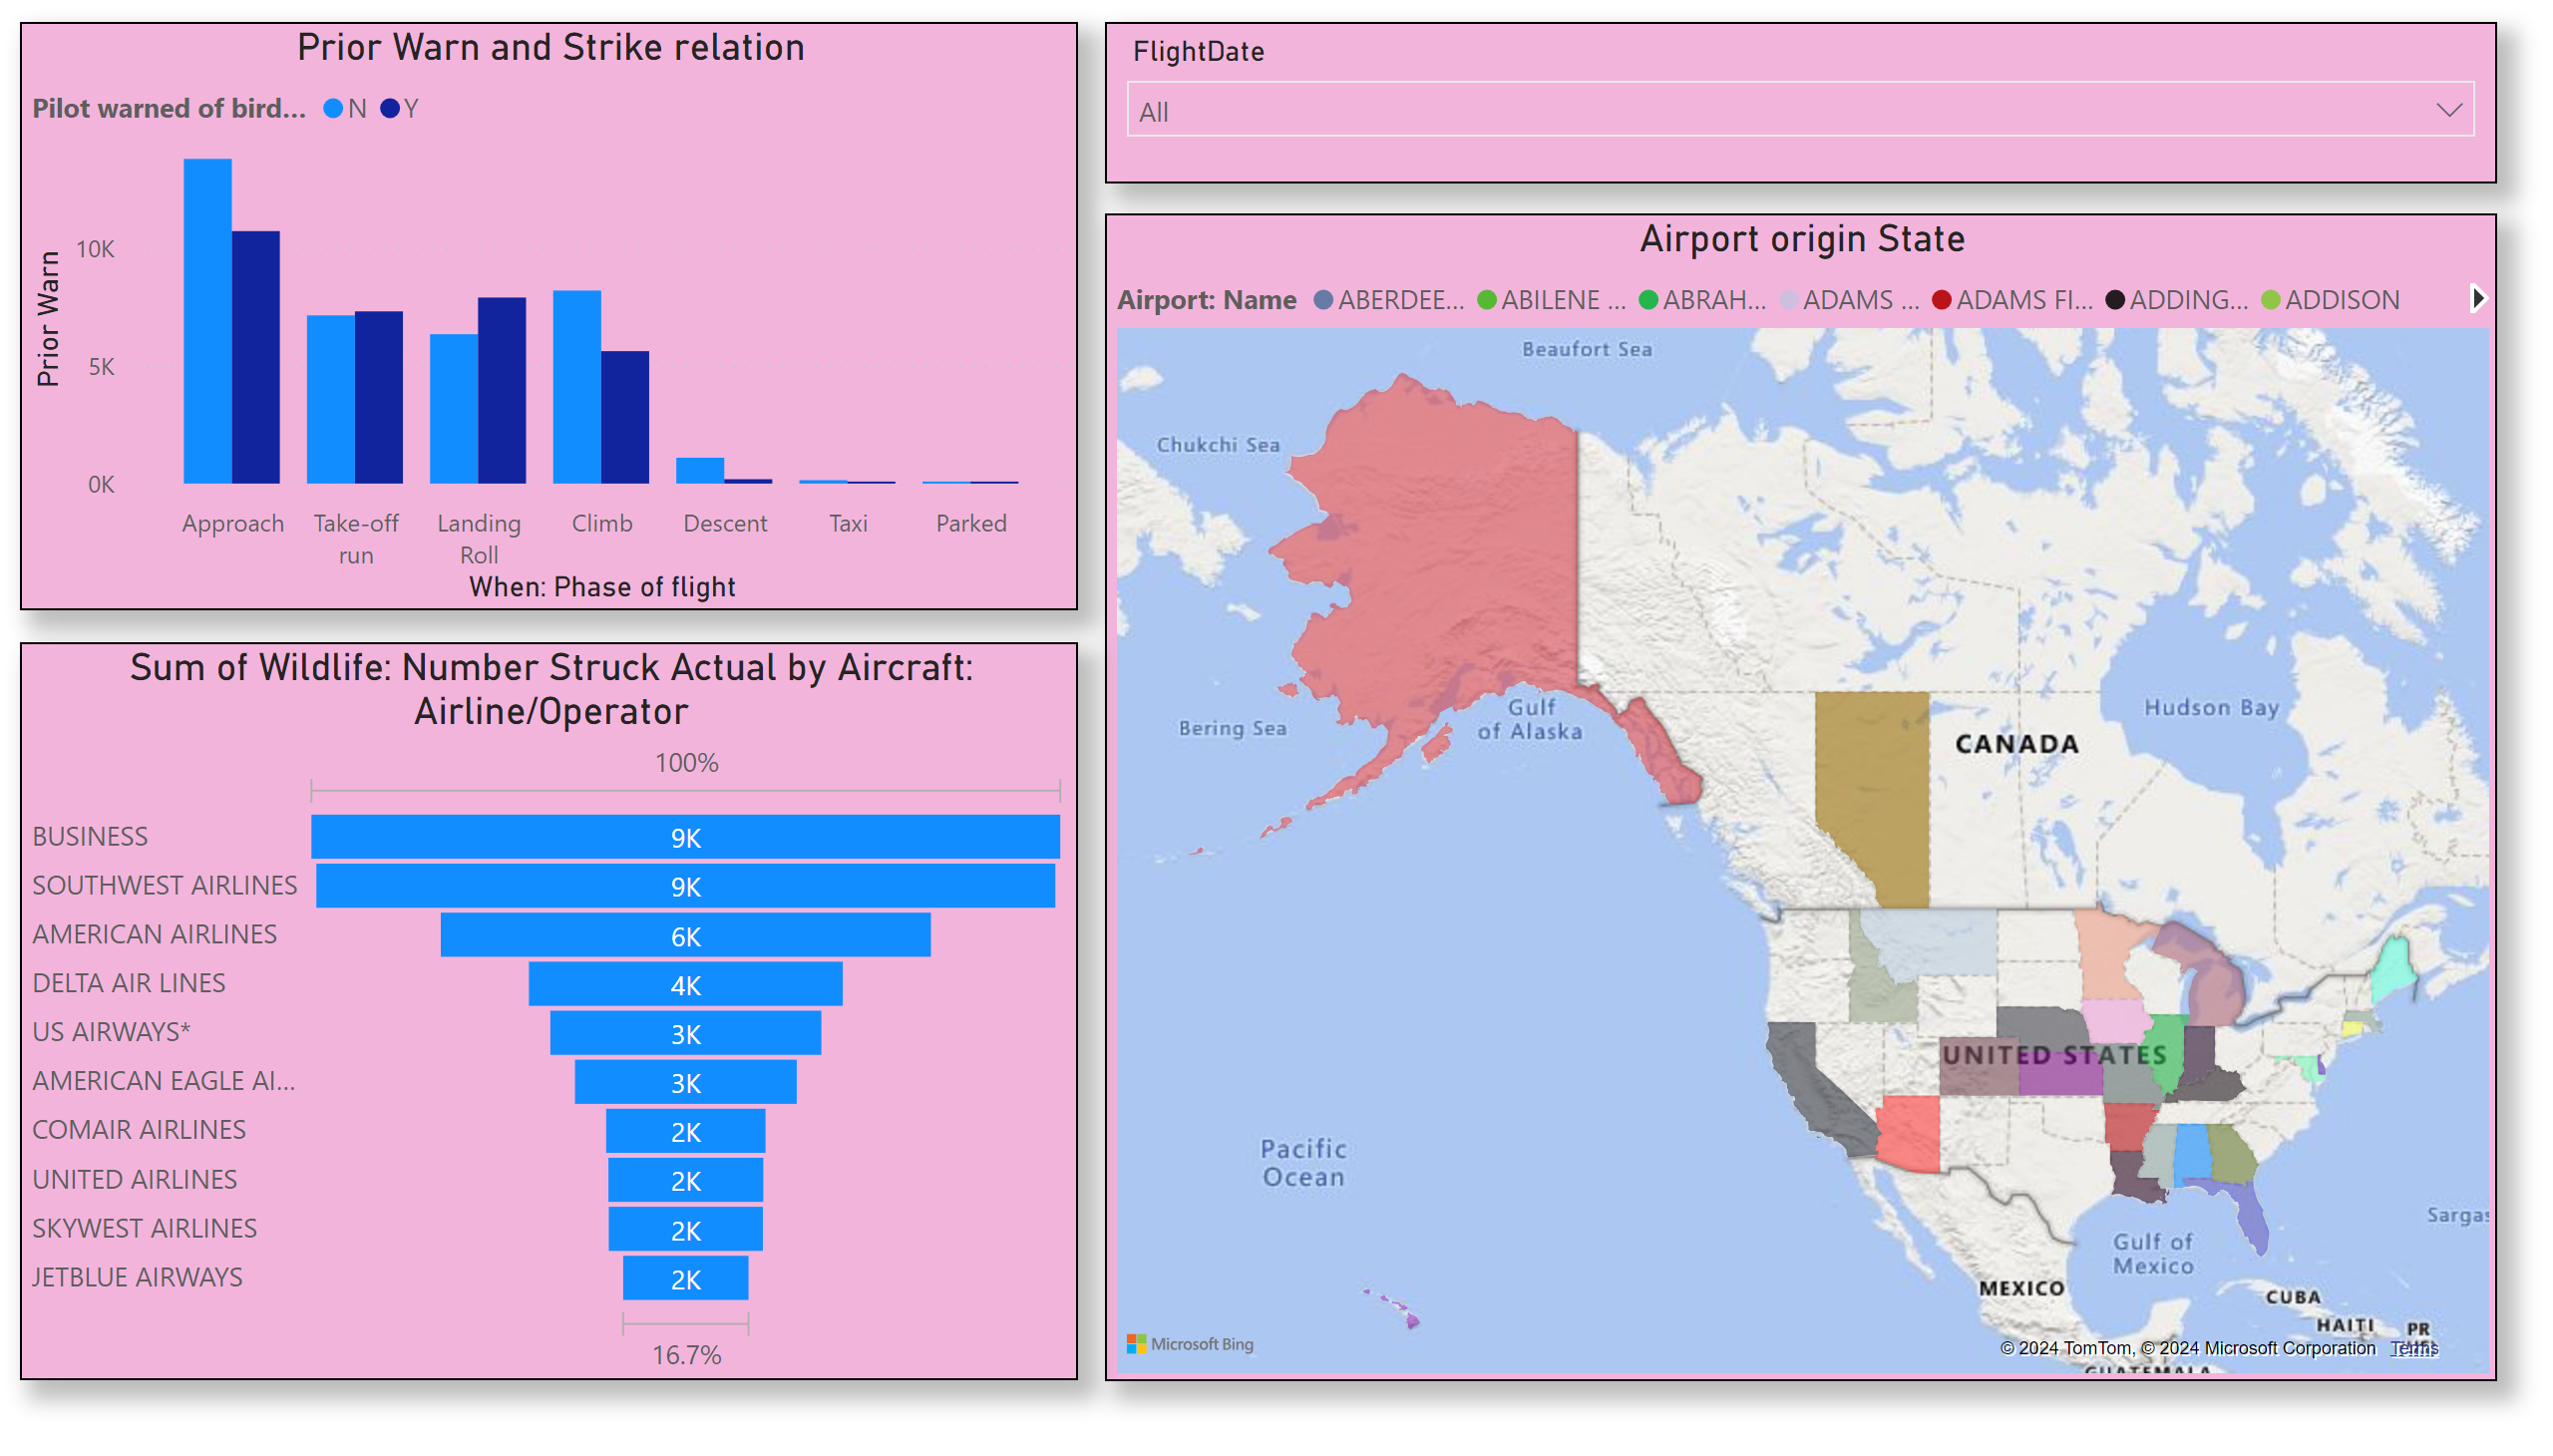 Prior Warn and Strike relation
Pilot warned of bird... N Y
Prior Warn
10K
5K
0K
Approach Take-off run Landing Roll Climb Descent Taxi Parked
When: Phase of flight
Sum of Wildlife: Number Struck Actual by Aircraft:
Airline/Operator
100%
BUSINESS 9K
SOUTHWEST AIRLINES 9K
AMERICAN AIRLINES 6K
DELTA AIR LINES 4K
US AIRWAYS* 3K
AMERICAN EAGLE AI... 3K
COMAIR AIRLINES 2K
UNITED AIRLINES 2K
SKYWEST AIRLINES 2K
JETBLUE AIRWAYS 2K
16.7%
FlightDate
All
Airport origin State
Airport: Name ABERDEE... ABILENE ... ABRAH... ADAMS ... ADAMS FI... ADDING... ADDISON
Beaufort Sea
Chukchi Sea
Bering Sea
Gulf
of Alaska
Hudson Bay
CANADA
UNITED STATES
Pacific
Ocean
Sargas
Gulf of
Mexico
MEXICO
CUBA
HAITI
PR
Microsoft Bing
© 2024 TomTom, © 2024 Microsoft Corporation Terms
GUATEMALA